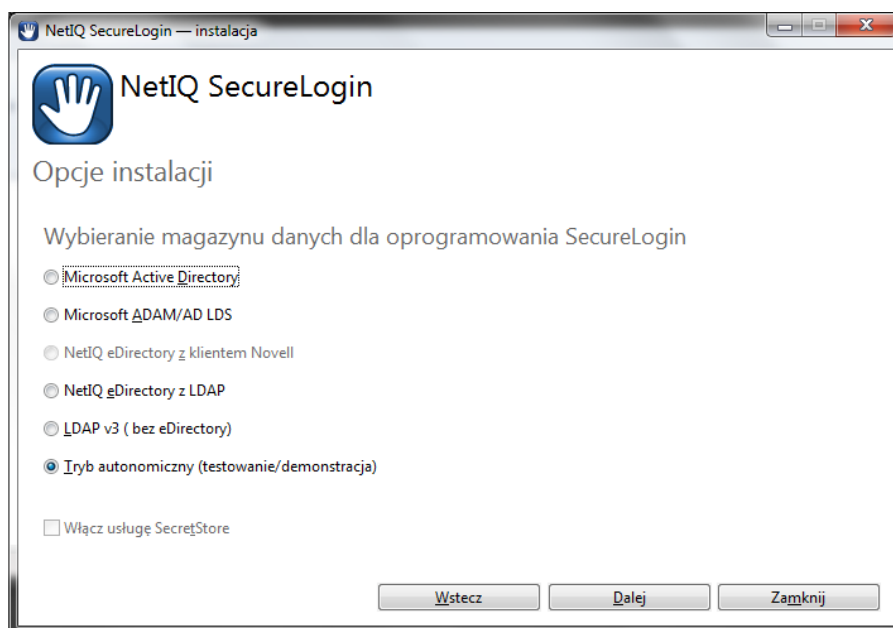 NetIQ SecureLogin — instalacja
NetIQ SecureLogin
Opcje instalacji
Wybieranie magazynu danych dla oprogramowania SecureLogin
Microsoft Active Directory
Microsoft ADAM/AD LDS
NetIQ eDirectory z klientem Novell
NetIQ eDirectory z LDAP
LDAP v3 ( bez eDirectory)
Tryb autonomiczny (testowanie/demonstracja)
Włącz usługę SecretStore
Wstecz Dalej Zamknij